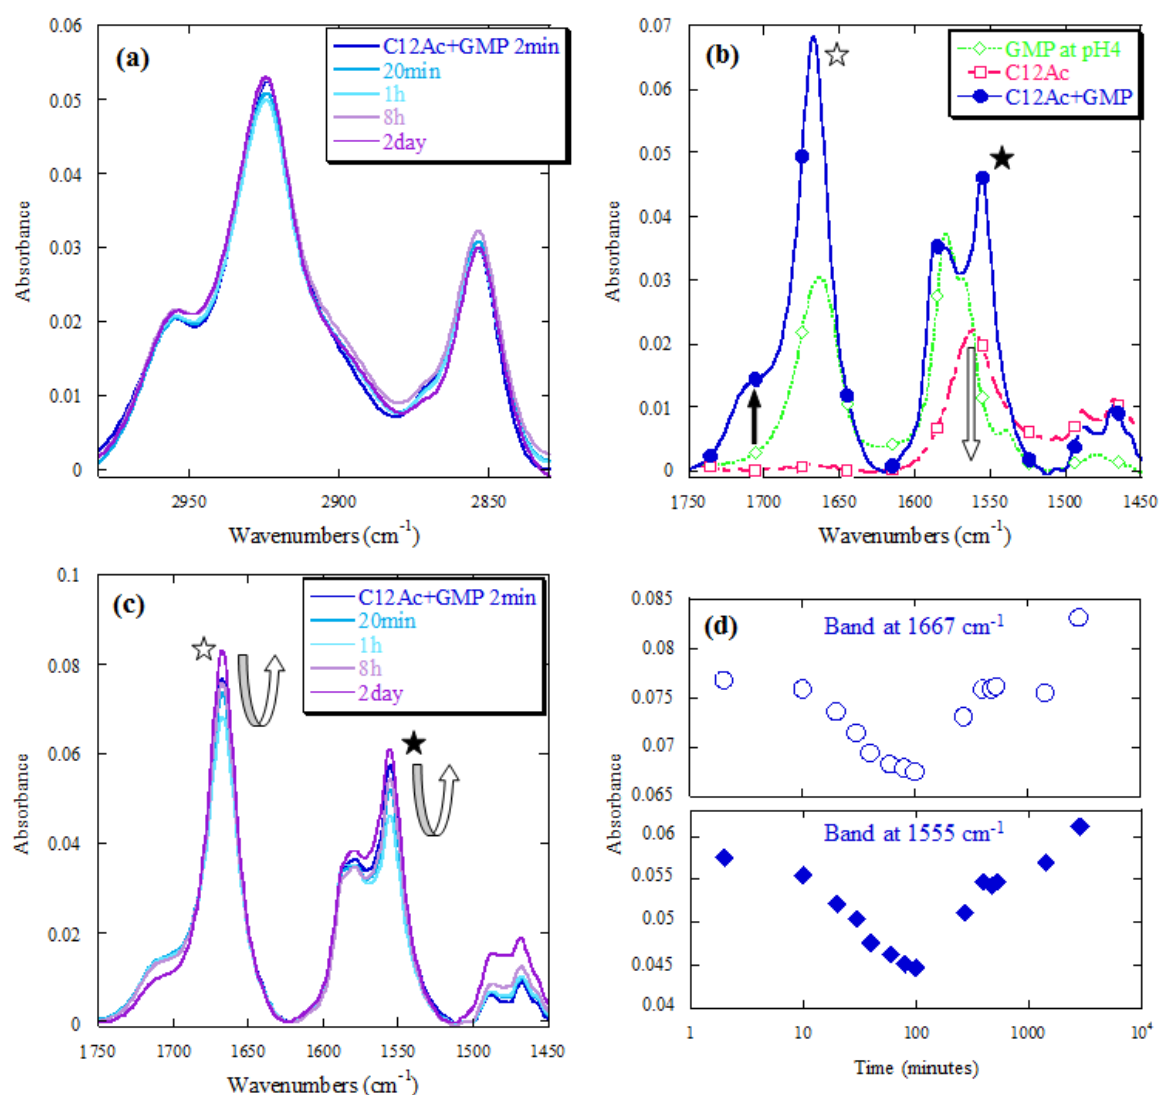 0.06
0.05
0.04
0.03
0.02
0.01
0
Absorbance
(a)
C12Ac+GMP 2min
20min
1h
8h
2day
2950
2900
2850
Wavenumbers (cm-1)
0.07
0.06
0.05
0.04
0.03
0.02
0.01
0
Absorbance
(b)
GMP at pH4
C12Ac
C12Ac+GMP
1750
1700
1650
1600
1550
1500
1450
Wavenumbers (cm-1)
0.1
0.08
0.06
0.04
0.02
0
Absorbance
(c)
C12Ac+GMP 2min
20min
1h
8h
2day
1750
1700
1650
1600
1550
1500
1450
Wavenumbers (cm-1)
0.085
0.08
0.075
0.07
0.065
(d)
Band at 1667 cm-1
Absorbance
0.06
0.055
0.05
0.045
0.04
Band at 1555 cm-1
1
10
100
1000
10^4
Time (minutes)